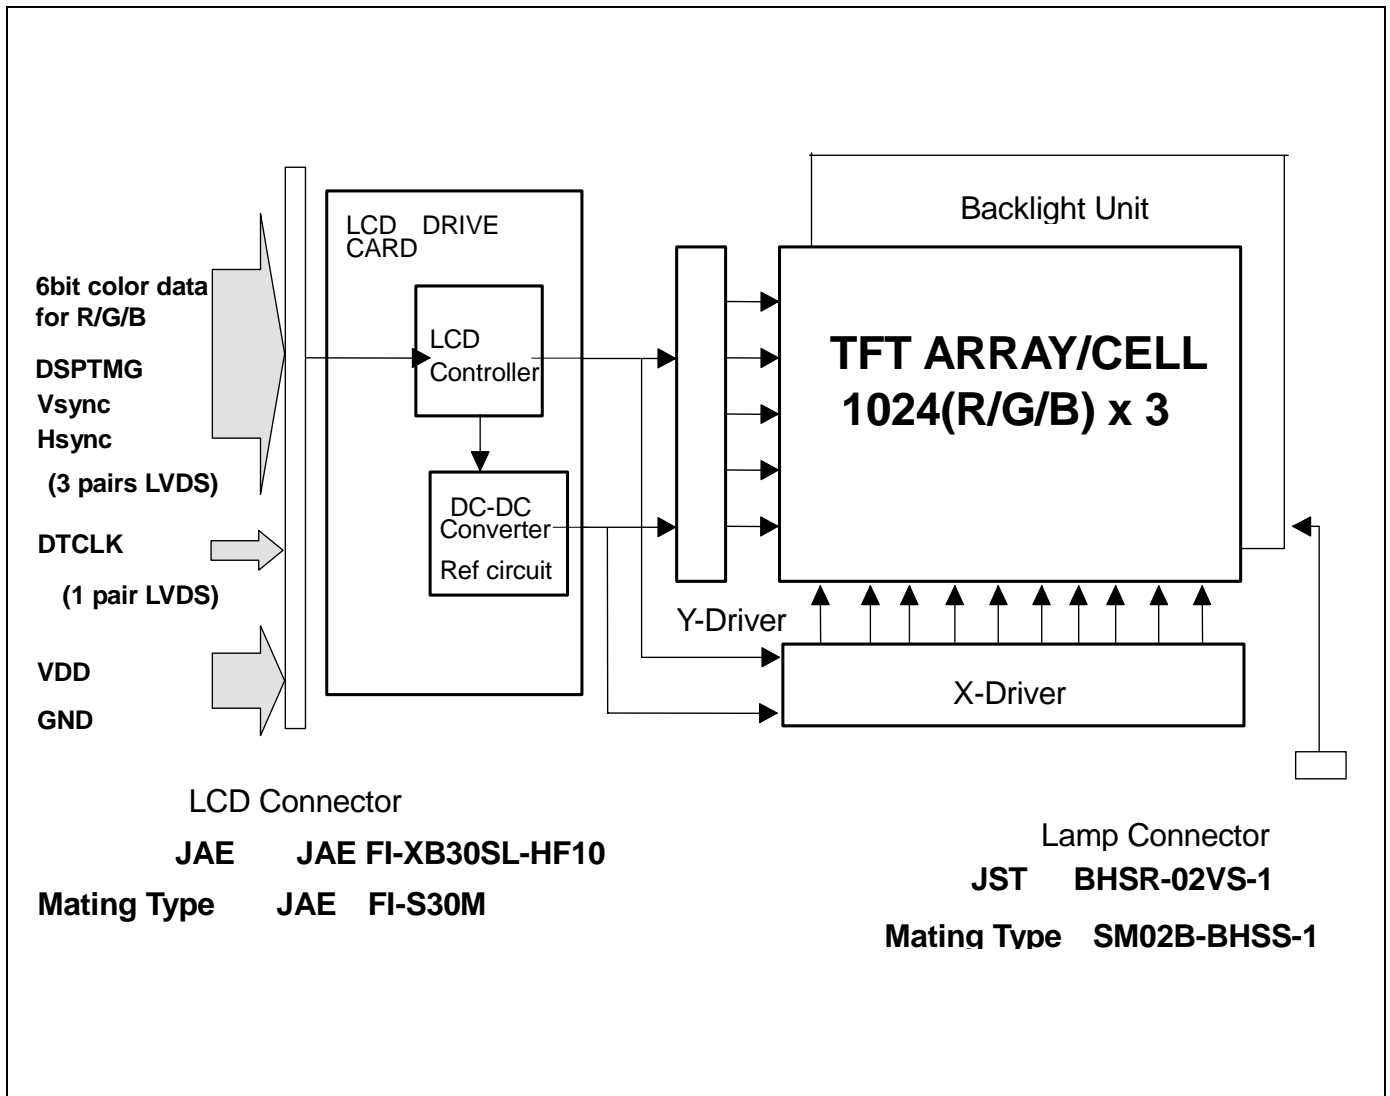 Backlight Unit
LCD DRIVE
CARD
6bit color data
for R/G/B
LCD
Controller
TFT ARRAY/CELL
1024(R/G/B) x 3
DSPTMG
Vsync
Hsync
(3 pairs LVDS)
DC-DC
Converter
Ref circuit
DTCLK
(1 pair LVDS)
Y-Driver
VDD
GND
X-Driver
LCD Connector
JAE JAE FI-XB30SL-HF10
Mating Type JAE FI-S30M
Lamp Connector
JST BHSR-02VS-1
Mating Type SM02B-BHSS-1